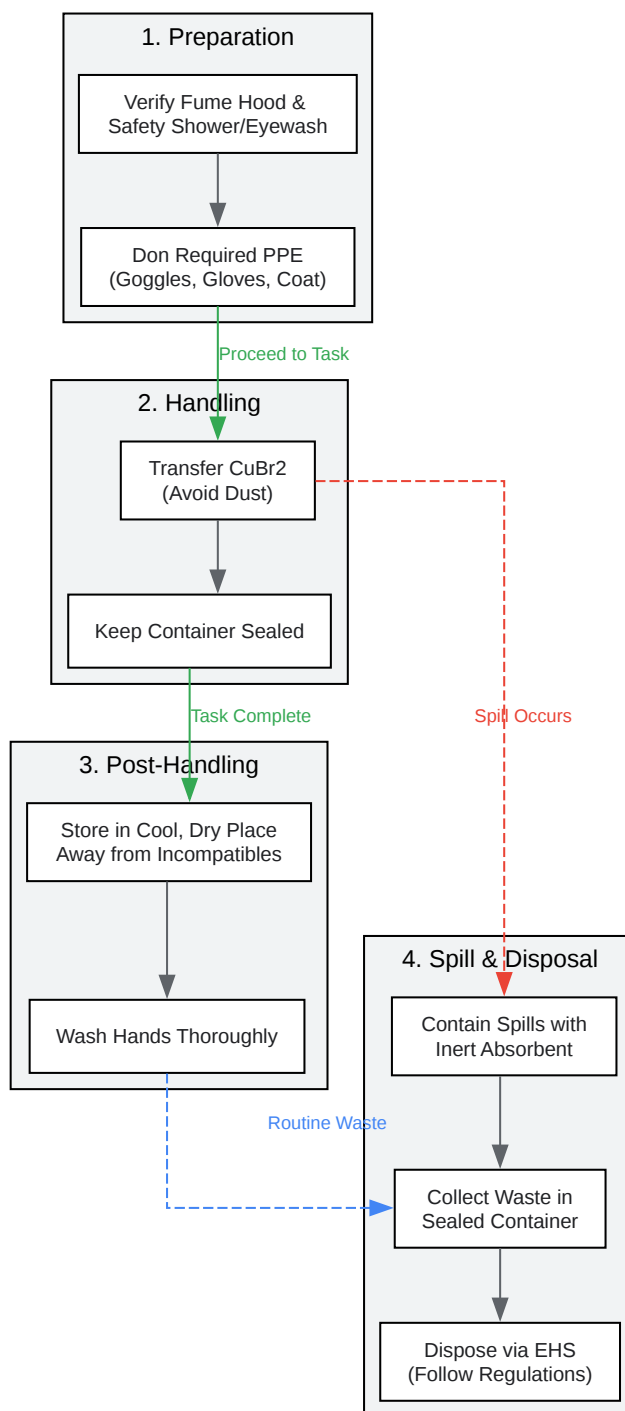 1. Preparation
Verify Fume Hood &
Safety Shower/Eyewash
Don Required PPE
(Goggles, Gloves, Coat)
Proceed to Task
2. Handling
Transfer CuBr2
(Avoid Dust)
Keep Container Sealed
Task Complete
Spill Occurs
3. Post-Handling
Store in Cool, Dry Place
Away from Incompatibles
Wash Hands Thoroughly
4. Spill & Disposal
Contain Spills with
Inert Absorbent
Routine Waste
Collect Waste in
Sealed Container
Dispose via EHS
(Follow Regulations)